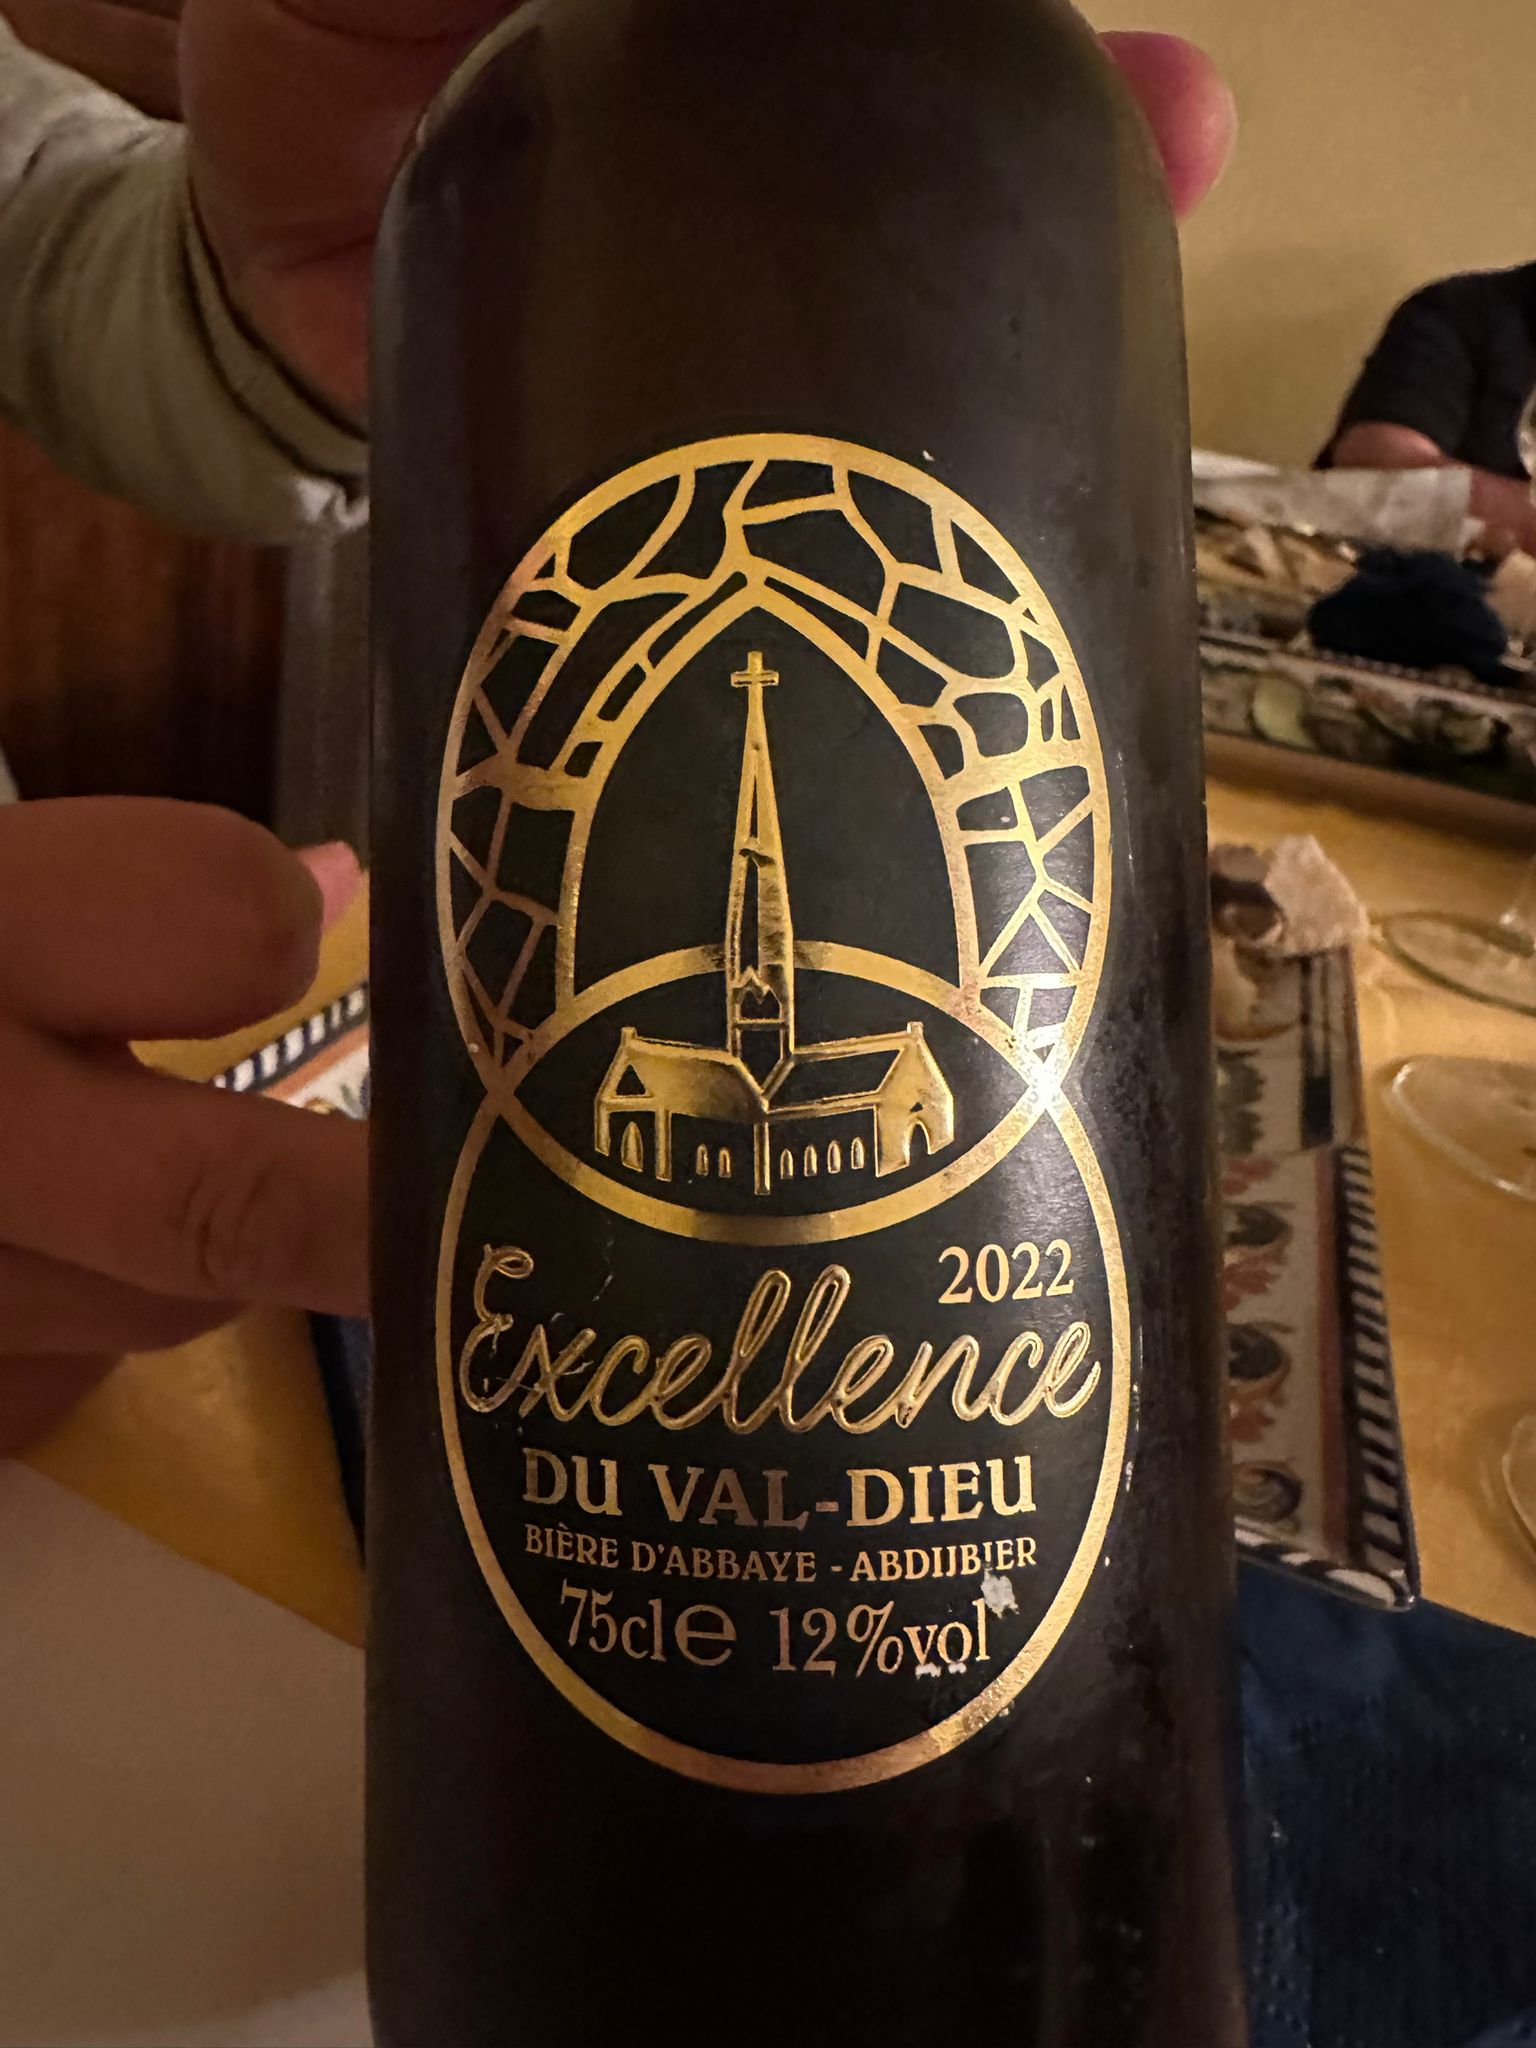 2022
Excellence
DU VAL-DIEU
BIÈRE D'ABBAYE - ABDIJBIER
75cl e 12%vol